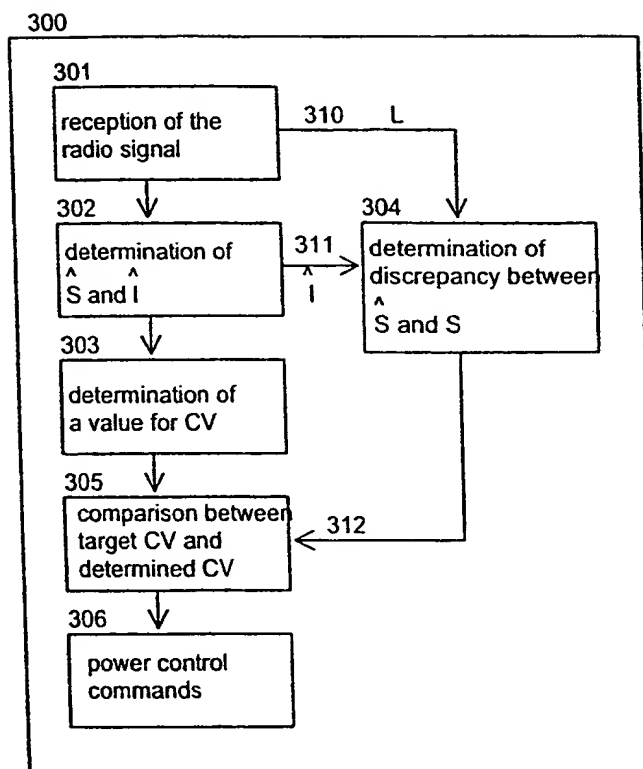 300
301
reception of the
radio signal
310 L
302
determination of
Ŝ and Î
311
Î
304
determination of
discrepancy between
Ŝ and S
303
determination of
a value for CV
305
comparison between
target CV and
determined CV
312
306
power control
commands